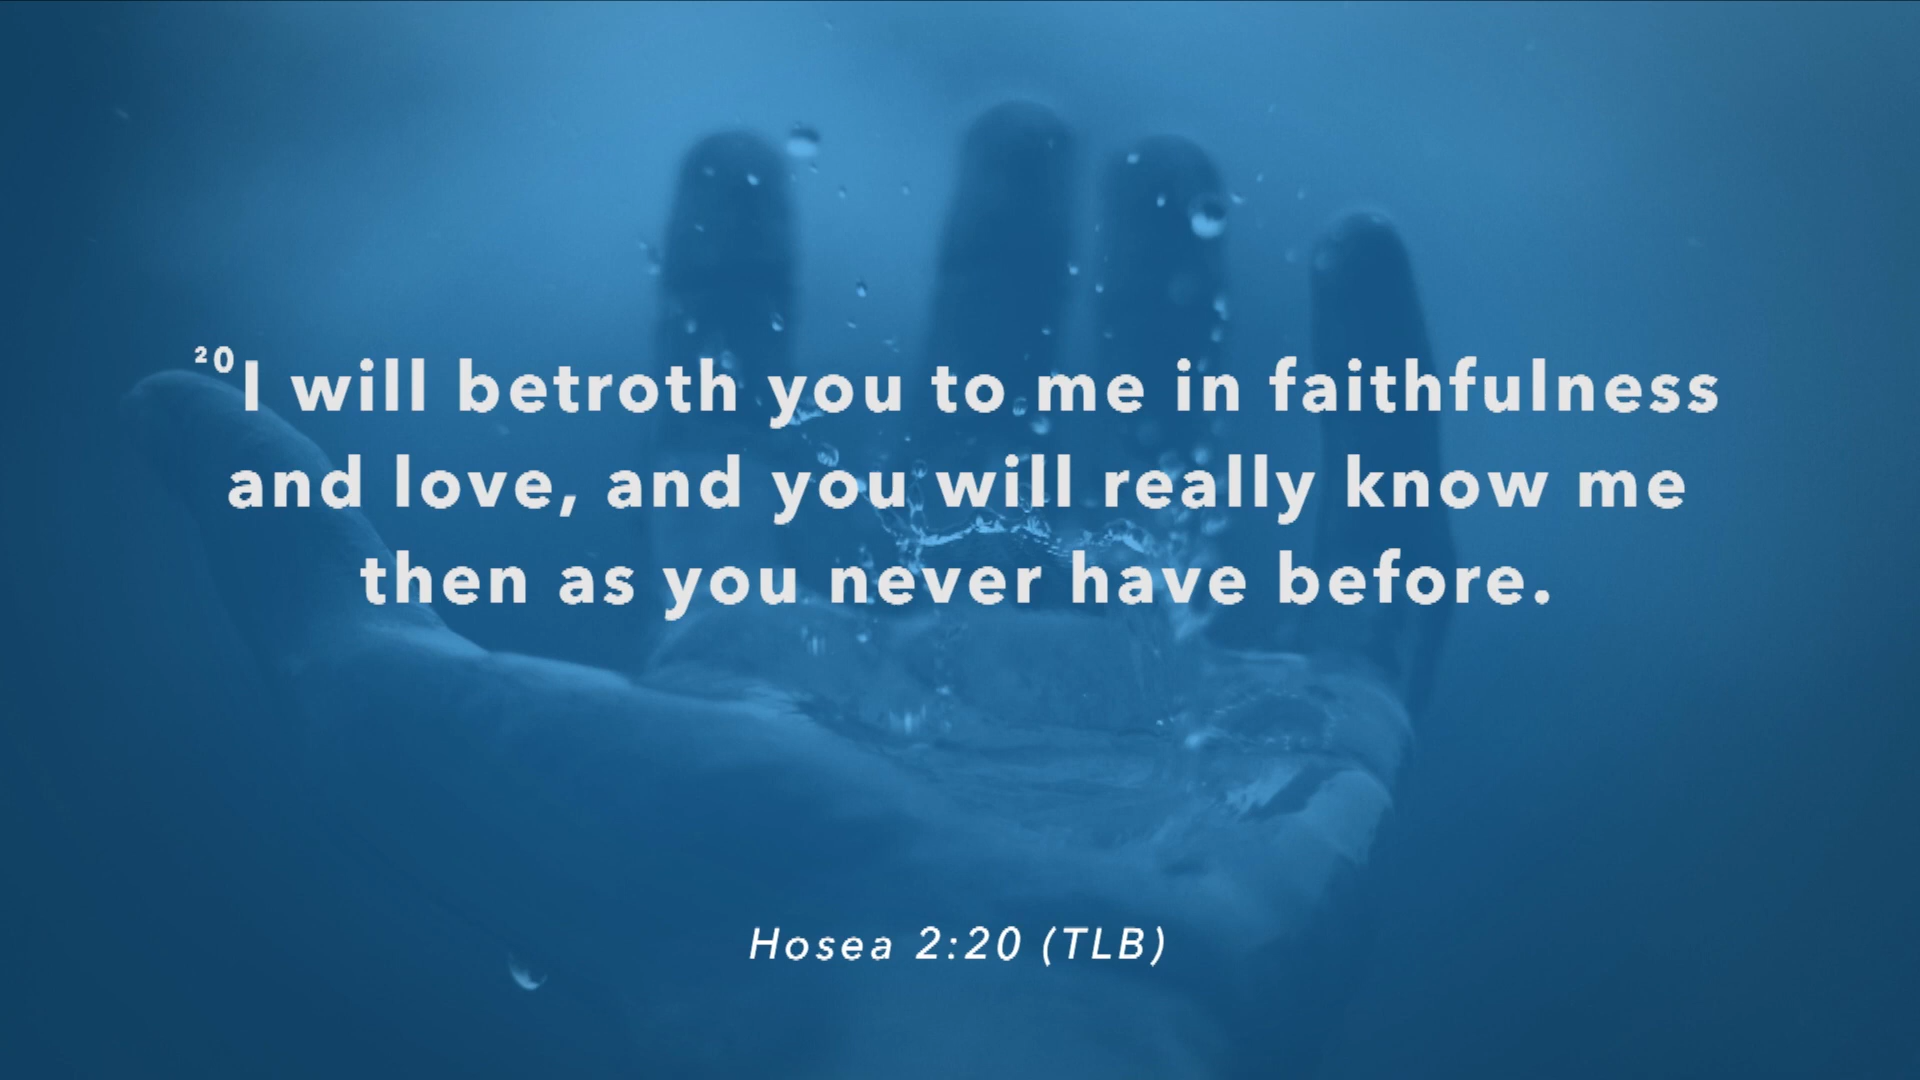 ²⁰I will betroth you to me in faithfulness
and love, and you will really know me
then as you never have before.
Hosea 2:20 (TLB)